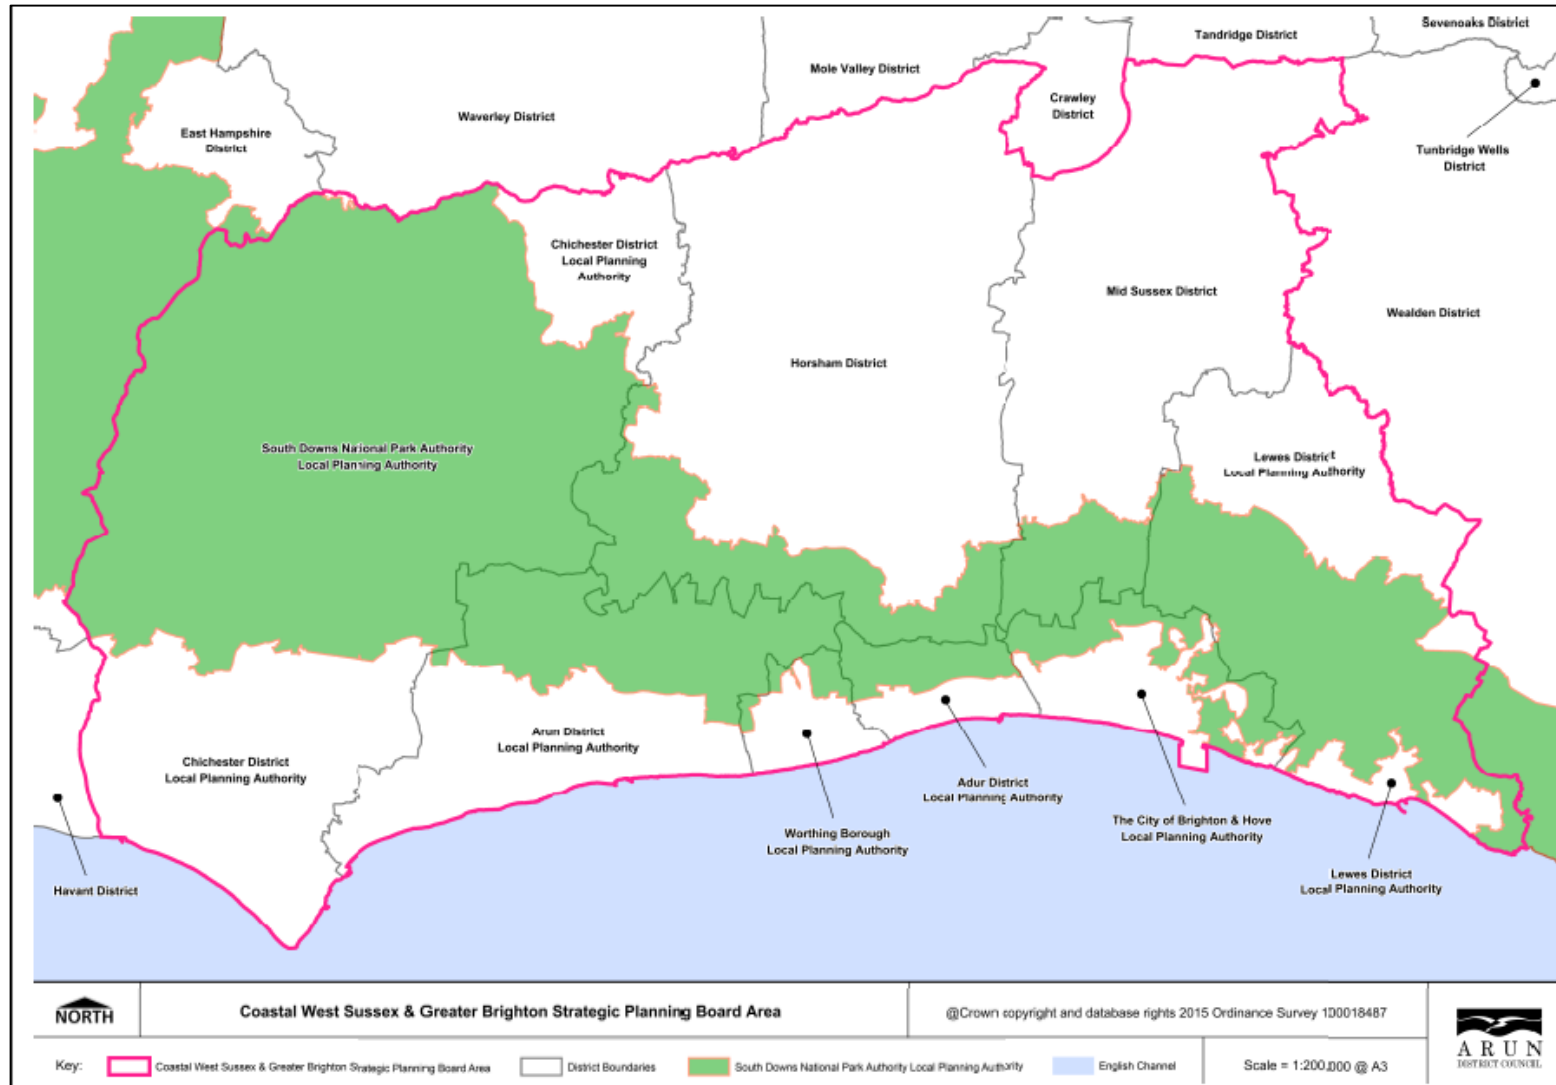 Sevenoaks District
Tandridge District
Mole Valley District
Crawley
District
Waverley District
East Hampshire
District
Tunbridge Wells
District
Chichester District
Local Planning
Authority
Mid Sussex District
Wealden District
Horsham District
South Downs National Park Authority
Local Planning Authority
Lewes District
Local Planning Authority
Arun District
Local Planning Authority
Chichester District
Local Planning Authority
Adur District
Local Planning Authority
Worthing Borough
Local Planning Authority
The City of Brighton & Hove
Local Planning Authority
Lewes District
Local Planning Authority
Havant District
NORTH
Coastal West Sussex & Greater Brighton Strategic Planning Board Area
@Crown copyright and database rights 2015 Ordinance Survey 100018487
ARUN
DISTRICT COUNCIL
Key:
Coastal West Sussex & Greater Brighton Strategic Planning Board Area
District Boundaries
South Downs National Park Authority Local Planning Authority
English Channel
Scale = 1:200,000 @ A3